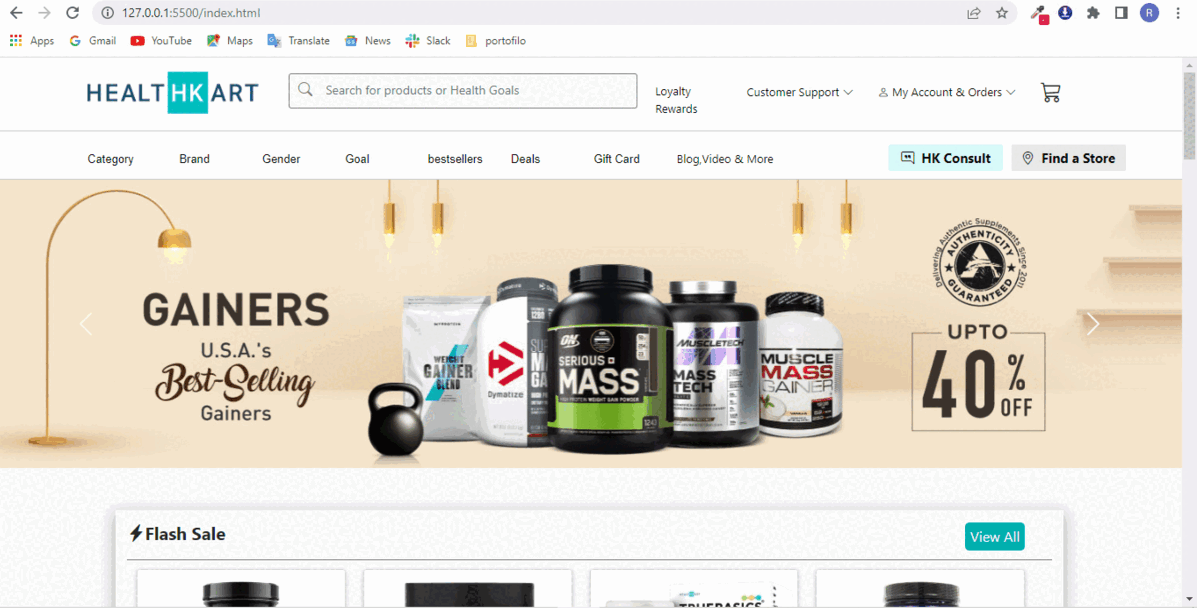 127.0.0.1:5500/index.html
R
Apps Gmail YouTube Maps Translate News Slack portofilo
HEALTHKART
Search for products or Health Goals
Loyalty
Rewards
Customer Support
My Account & Orders
Category Brand Gender Goal bestsellers Deals Gift Card Blog,Video & More
HK Consult
Find a Store
GAINERS
U.S.A.'s
Best-Selling
Gainers
MYPROTEIN
WEIGHT
GAINER
BLEND
Dymatize
ON
SERIOUS
MASS
MUSCLETECH
MASS
TECH
MUSCLE
MASS
GAINER
Delivering Authentic Supplements Since 2011
AUTHENTICITY
GUARANTEED
UPTO
40%
OFF
Flash Sale
View All
TRUEBASICS